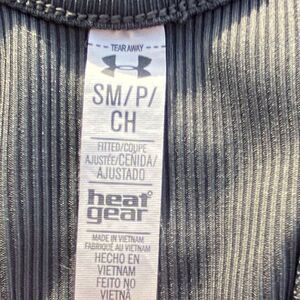 TEAR AWAY
SM/P/
CH
FITTED/COUPE
AJUSTÉE/CEÑIDA/
AJUSTADO
heat
gear
MADE IN VIETNAM
FABRIQUÉ AU VIETNAM
HECHO EN
VIETNAM
FEITO NO
VIETNÃ